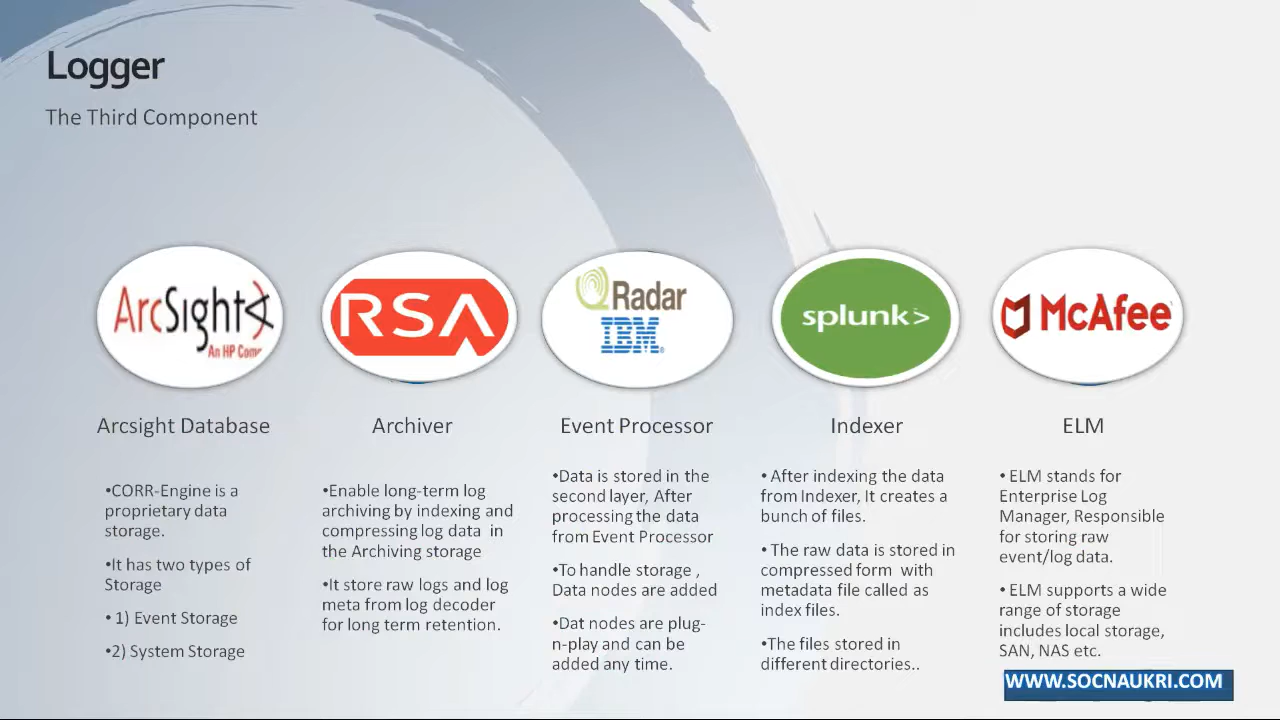 Logger
The Third Component
ArcSight
An HP Com
RSA
QRadar
IBM
splunk>
McAfee
Arcsight Database
•CORR-Engine is a
proprietary data
storage.
•It has two types of
Storage
• 1) Event Storage
•2) System Storage
Archiver
•Enable long-term log
archiving by indexing and
compressing log data in
the Archiving storage
•It store raw logs and log
meta from log decoder
for long term retention.
Event Processor
•Data is stored in the
second layer, After
processing the data
from Event Processor
•To handle storage ,
Data nodes are added
•Dat nodes are plug-
n-play and can be
added any time.
Indexer
• After indexing the data
from Indexer, It creates a
bunch of files.
• The raw data is stored in
compressed form with
metadata file called as
index files.
•The files stored in
different directories..
ELM
• ELM stands for
Enterprise Log
Manager, Responsible
for storing raw
event/log data.
• ELM supports a wide
range of storage
includes local storage,
SAN, NAS etc.
WWW.SOCNAUKRI.COM